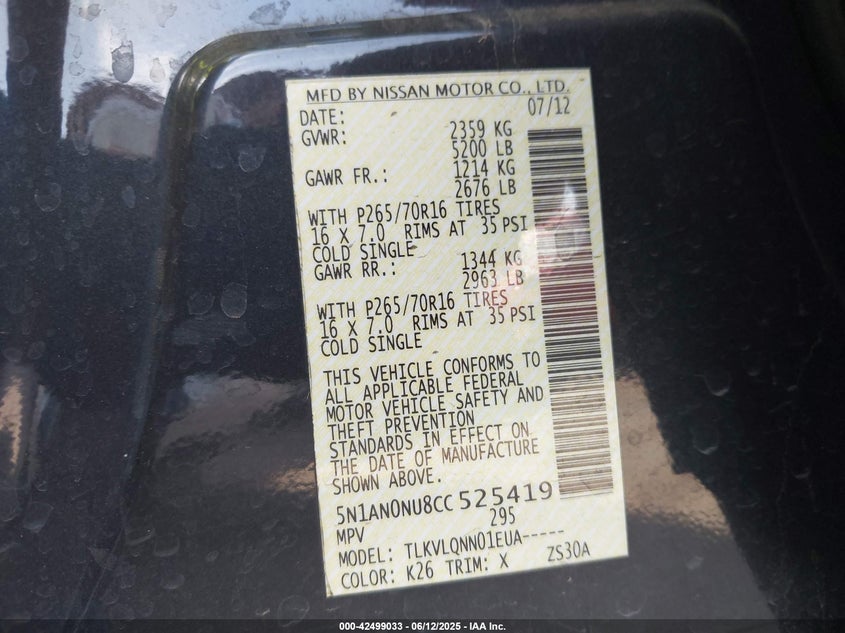 MFD BY NISSAN MOTOR CO., LTD.
DATE: 07/12
GVWR: 2359 KG
5200 LB
GAWR FR.: 1214 KG
2676 LB
WITH P265/70R16 TIRES
16 X 7.0 RIMS AT 35 PSI
COLD SINGLE
GAWR RR.: 1344 KG
2963 LB
WITH P265/70R16 TIRES
16 X 7.0 RIMS AT 35 PSI
COLD SINGLE
THIS VEHICLE CONFORMS TO
ALL APPLICABLE FEDERAL
MOTOR VEHICLE SAFETY AND
THEFT PREVENTION
STANDARDS IN EFFECT ON
THE DATE OF MANUFACTURE
SHOWN ABOVE.
5N1AN0NU8CC 525419
MPV 295
MODEL: TLKVLQNN01EUA-----
COLOR: K26 TRIM: X ZS30A
000-42499033 - 06/12/2025 - IAA Inc.